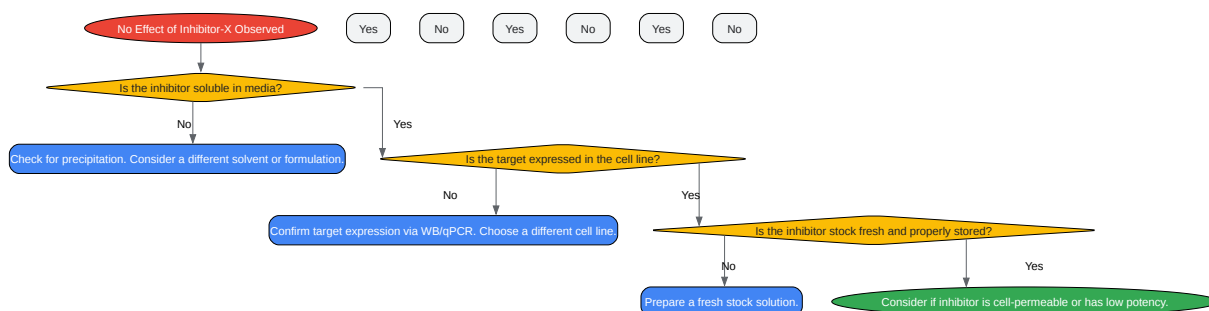 No Effect of Inhibitor-X Observed
Yes
No
Yes
No
Yes
No
Is the inhibitor soluble in media?
No
Yes
Check for precipitation. Consider a different solvent or formulation.
Is the target expressed in the cell line?
No
Yes
Confirm target expression via WB/qPCR. Choose a different cell line.
Is the inhibitor stock fresh and properly stored?
No
Yes
Prepare a fresh stock solution.
Consider if inhibitor is cell-permeable or has low potency.